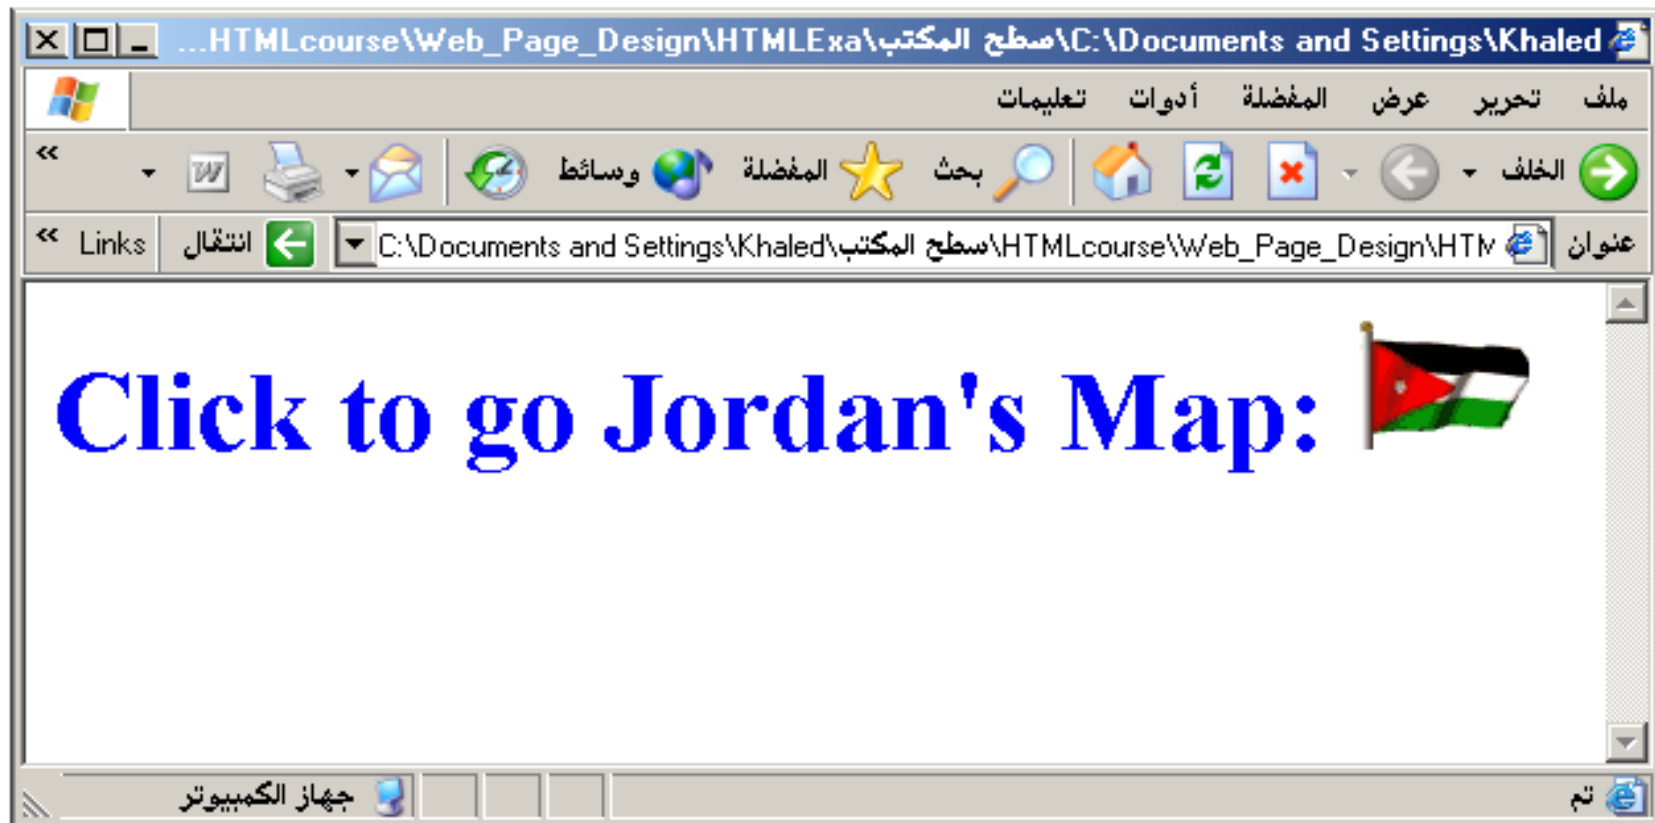 C:\Documents and Settings\Khaled\سطح المكتب\HTMLcourse\Web_Page_Design\HTMLExa...
ملف تحرير عرض المفضلة أدوات تعليمات
الخلف بحث المفضلة وسائط »
عنوان C:\Documents and Settings\Khaled\سطح المكتب\HTMLcourse\Web_Page_Design\HTM انتقال Links »
Click to go Jordan's Map:
تم جهاز الكمبيوتر